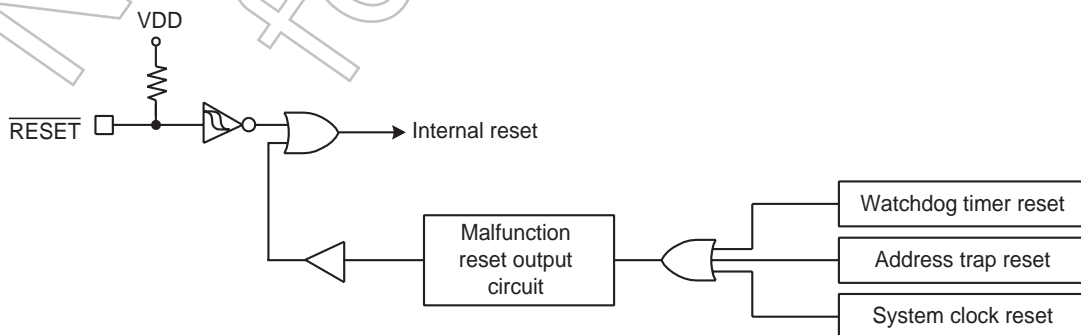 VDD
RESET
Internal reset
Watchdog timer reset
Malfunction
reset output
circuit
Address trap reset
System clock reset